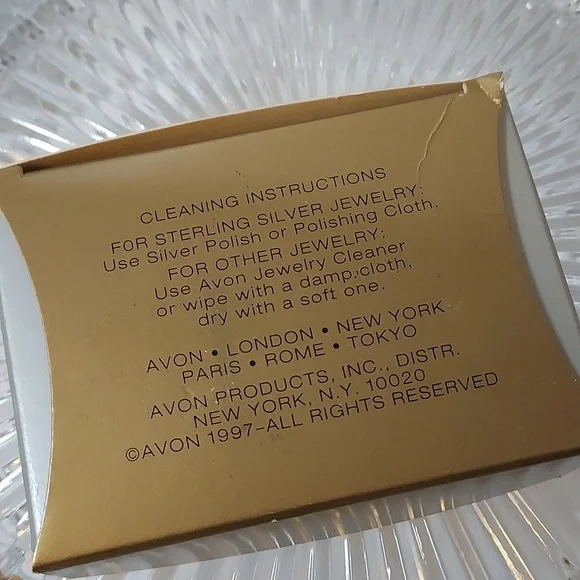 CLEANING INSTRUCTIONS
FOR STERLING SILVER JEWELRY:
Use Silver Polish or Polishing Cloth.
FOR OTHER JEWELRY:
Use Avon Jewelry Cleaner
or wipe with a damp cloth,
dry with a soft one.
AVON • LONDON • NEW YORK
PARIS • ROME • TOKYO
AVON PRODUCTS, INC., DISTR.
NEW YORK, N.Y. 10020
©AVON 1997–ALL RIGHTS RESERVED